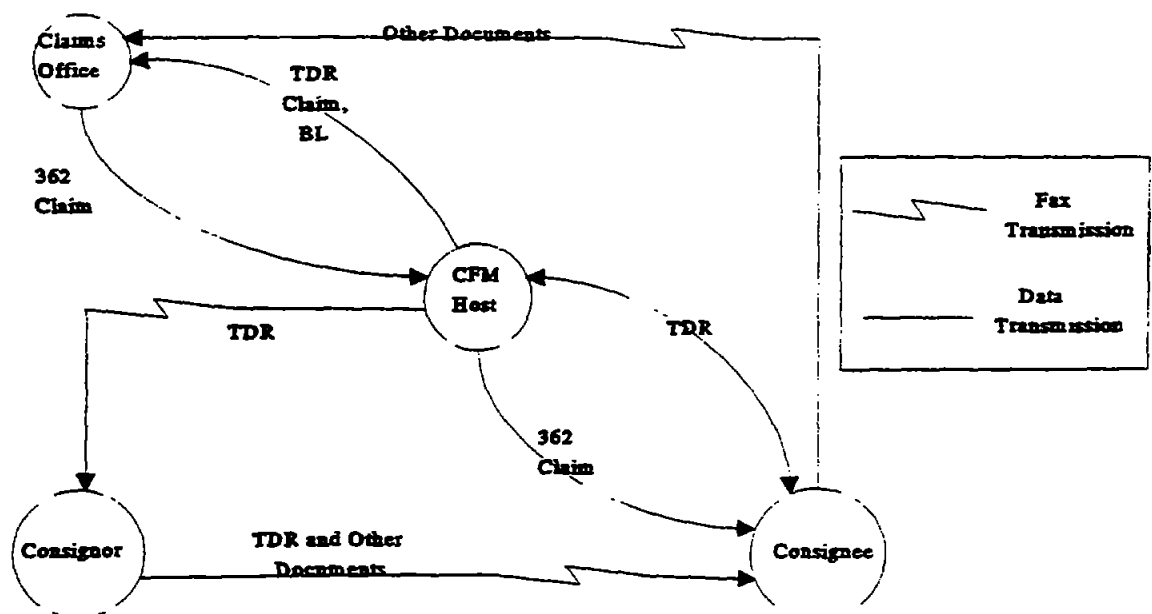 Claims
Office
Other Documents
TDR
Claim,
BL
362
Claim
Fax
Transmission
CFM
Host
Data
Transmission
TDR
TDR
362
Claim
Consignor
TDR and Other
Documents
Consignee